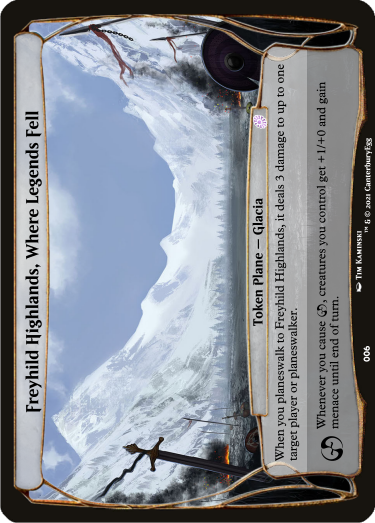 Freyhild Highlands, Where Legends Fell
Token Plane – Glacia
When you planeswalk to Freyhild Highlands, it deals 3 damage to up to one
target player or planeswalker.
Whenever you cause , creatures you control get +1/+0 and gain
menace until end of turn.
006
Tim Kaminski
™ & © 2021 CanterburyEgg